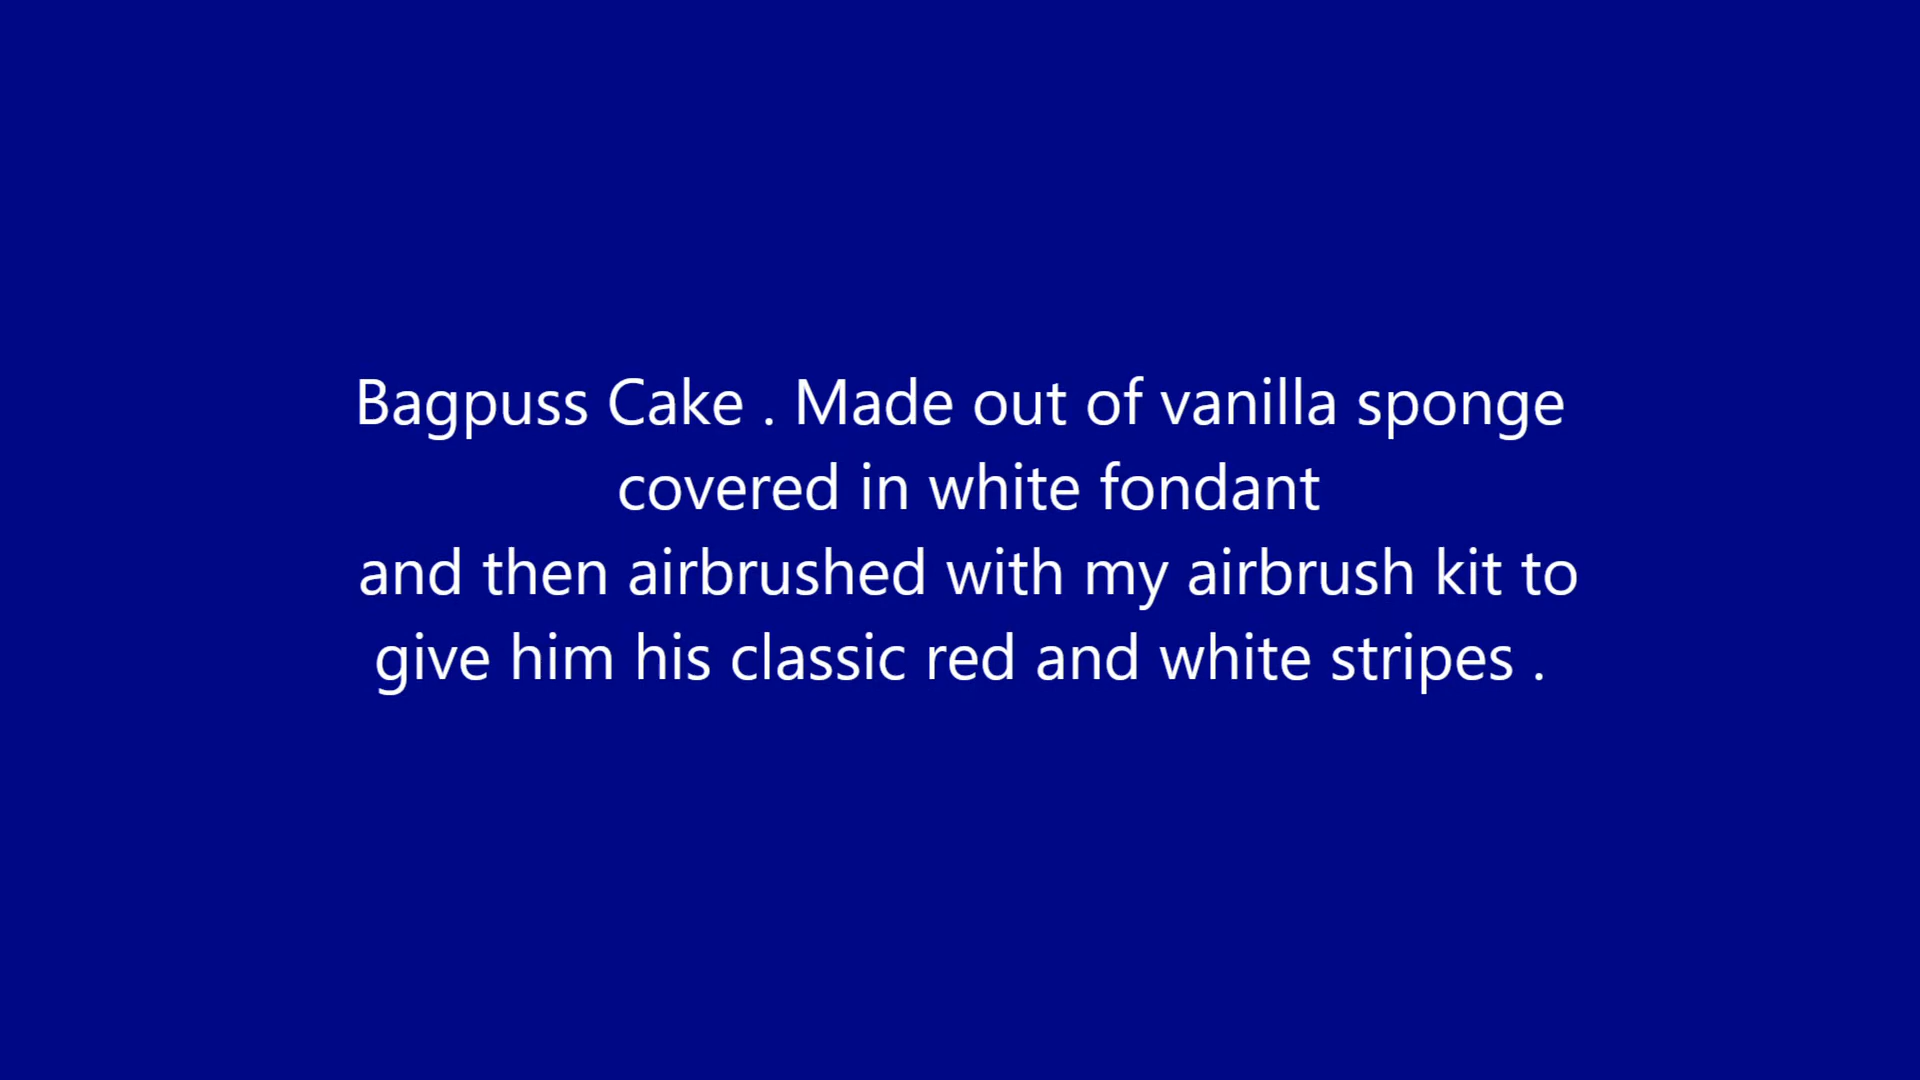 Bagpuss Cake . Made out of vanilla sponge
covered in white fondant
and then airbrushed with my airbrush kit to
give him his classic red and white stripes .